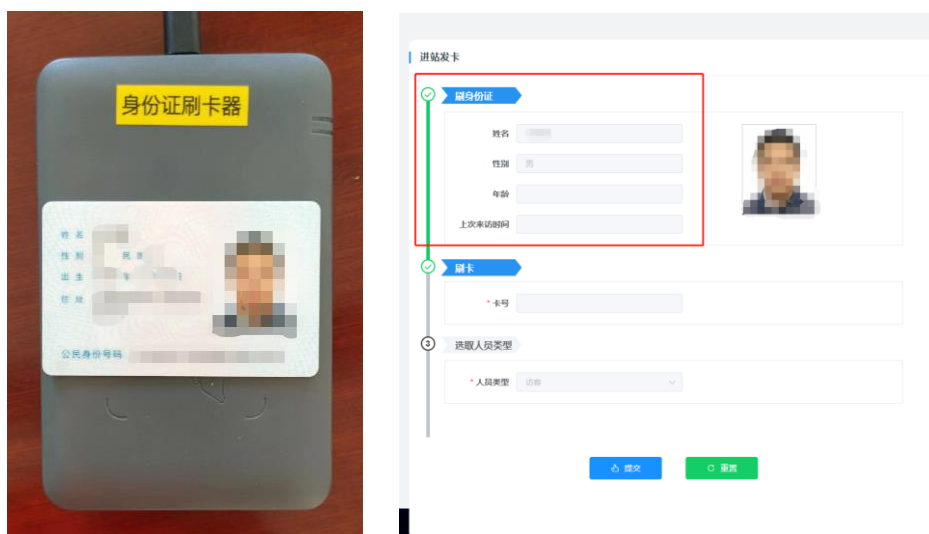 身份证刷卡器
姓名
性别 民族
出生 年 日
住址
公民身份号码
进站发卡
刷身份证
姓名
性别 男
年龄
上次来访时间
刷卡
* 卡号
3 选取人员类型
* 人员类型 访客
提交 重置